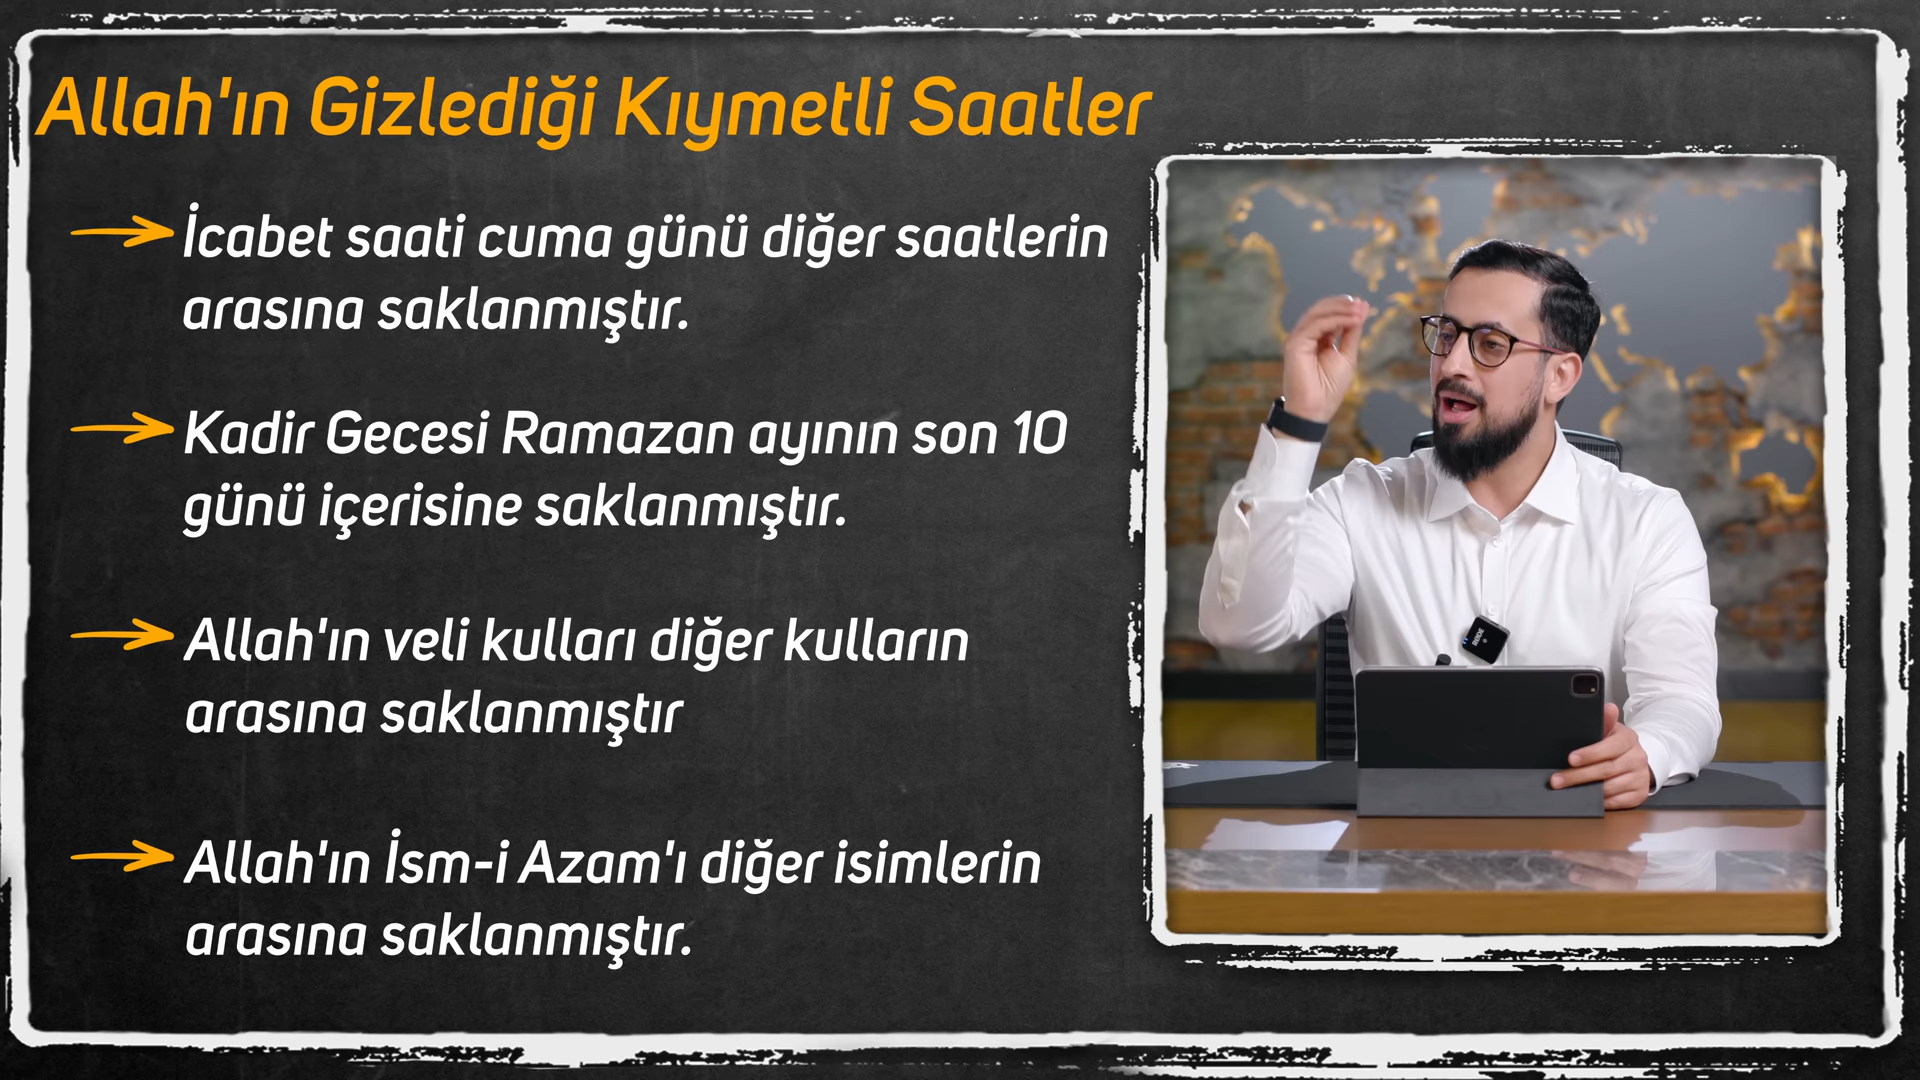 Allah'ın Gizlediği Kıymetli Saatler
İcabet saati cuma günü diğer saatlerin
arasına saklanmıştır.
Kadir Gecesi Ramazan ayının son 10
günü içerisine saklanmıştır.
Allah'ın veli kulları diğer kulların
arasına saklanmıştır
Allah'ın İsm-i Azam'ı diğer isimlerin
arasına saklanmıştır.
RØDE